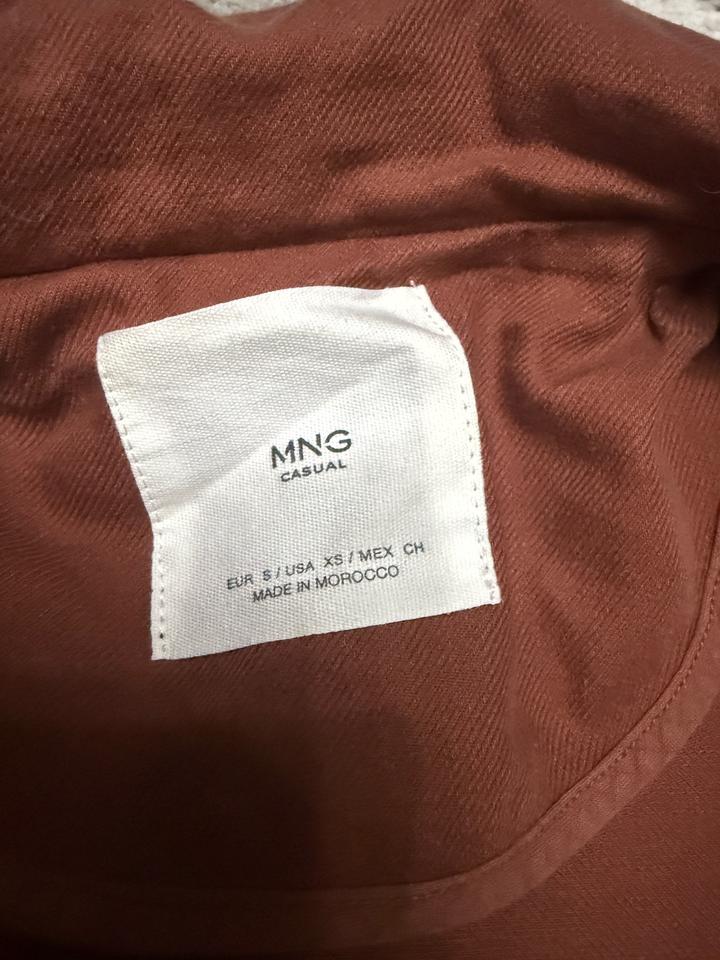 MNG
CASUAL
EUR S / USA XS / MEX CH
MADE IN MOROCCO